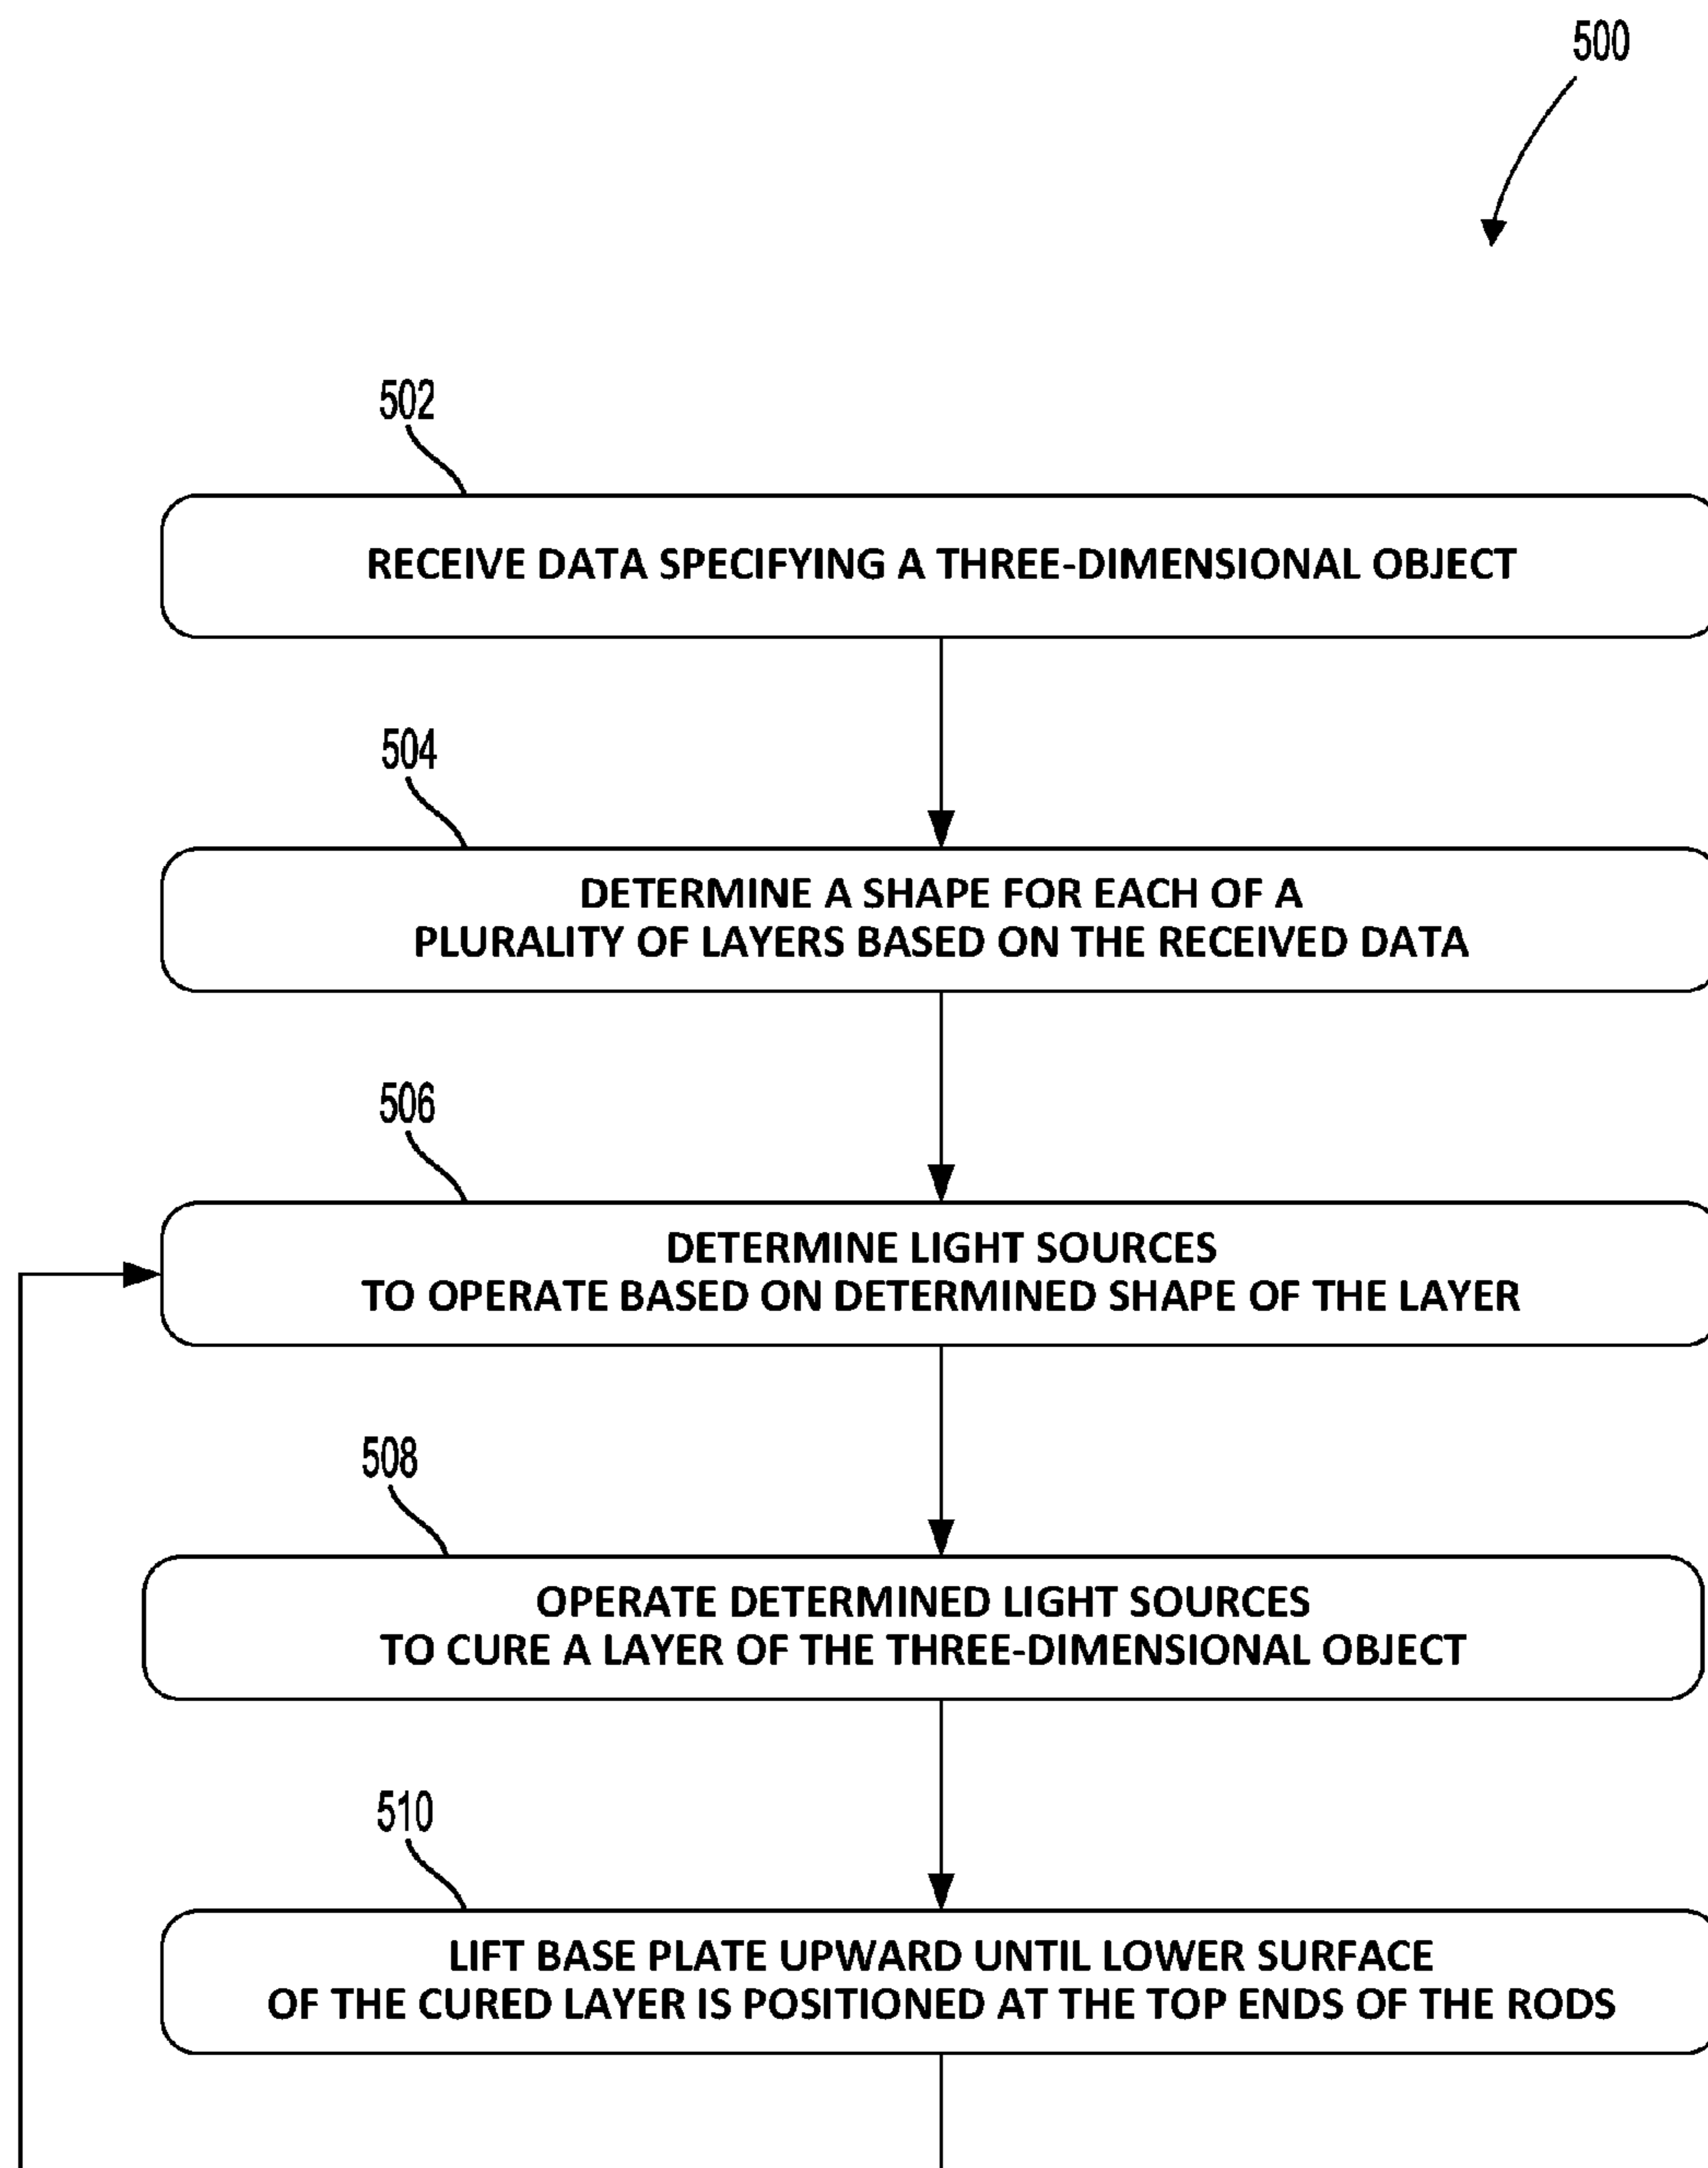 500
502
RECEIVE DATA SPECIFYING A THREE-DIMENSIONAL OBJECT
504
DETERMINE A SHAPE FOR EACH OF A
PLURALITY OF LAYERS BASED ON THE RECEIVED DATA
506
DETERMINE LIGHT SOURCES
TO OPERATE BASED ON DETERMINED SHAPE OF THE LAYER
508
OPERATE DETERMINED LIGHT SOURCES
TO CURE A LAYER OF THE THREE-DIMENSIONAL OBJECT
510
LIFT BASE PLATE UPWARD UNTIL LOWER SURFACE
OF THE CURED LAYER IS POSITIONED AT THE TOP ENDS OF THE RODS